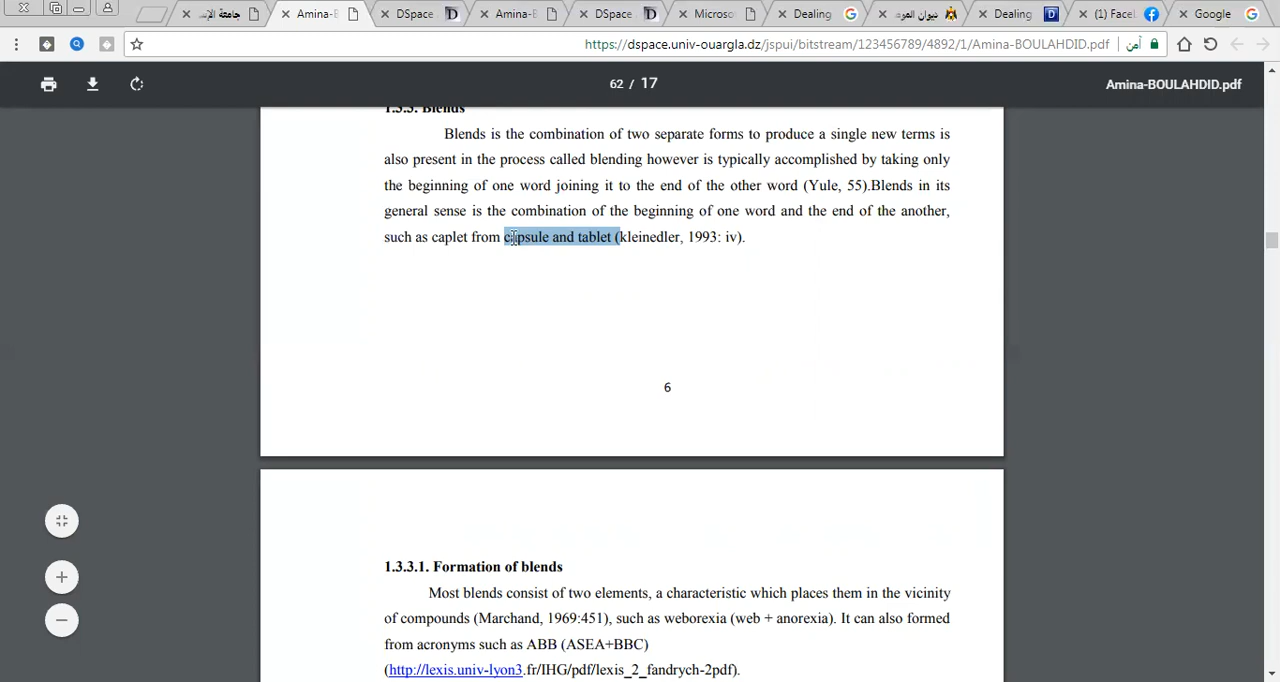 جامعة الإ
Amina-B
DSpace
Amina-B
DSpace
Microso
Dealing
ديوان المرد
Dealing
(1) Facel
Google
https://dspace.univ-ouargla.dz/jspui/bitstream/123456789/4892/1/Amina-BOULAHDID.pdf
آمن
62 / 17
Amina-BOULAHDID.pdf
1.3.3. Blends
Blends is the combination of two separate forms to produce a single new terms is
also present in the process called blending however is typically accomplished by taking only
the beginning of one word joining it to the end of the other word (Yule, 55).Blends in its
general sense is the combination of the beginning of one word and the end of the another,
such as caplet from capsule and tablet (kleinedler, 1993: iv).
6
1.3.3.1. Formation of blends
Most blends consist of two elements, a characteristic which places them in the vicinity
of compounds (Marchand, 1969:451), such as weborexia (web + anorexia). It can also formed
from acronyms such as ABB (ASEA+BBC)
(http://lexis.univ-lyon3.fr/IHG/pdf/lexis_2_fandrych-2pdf).